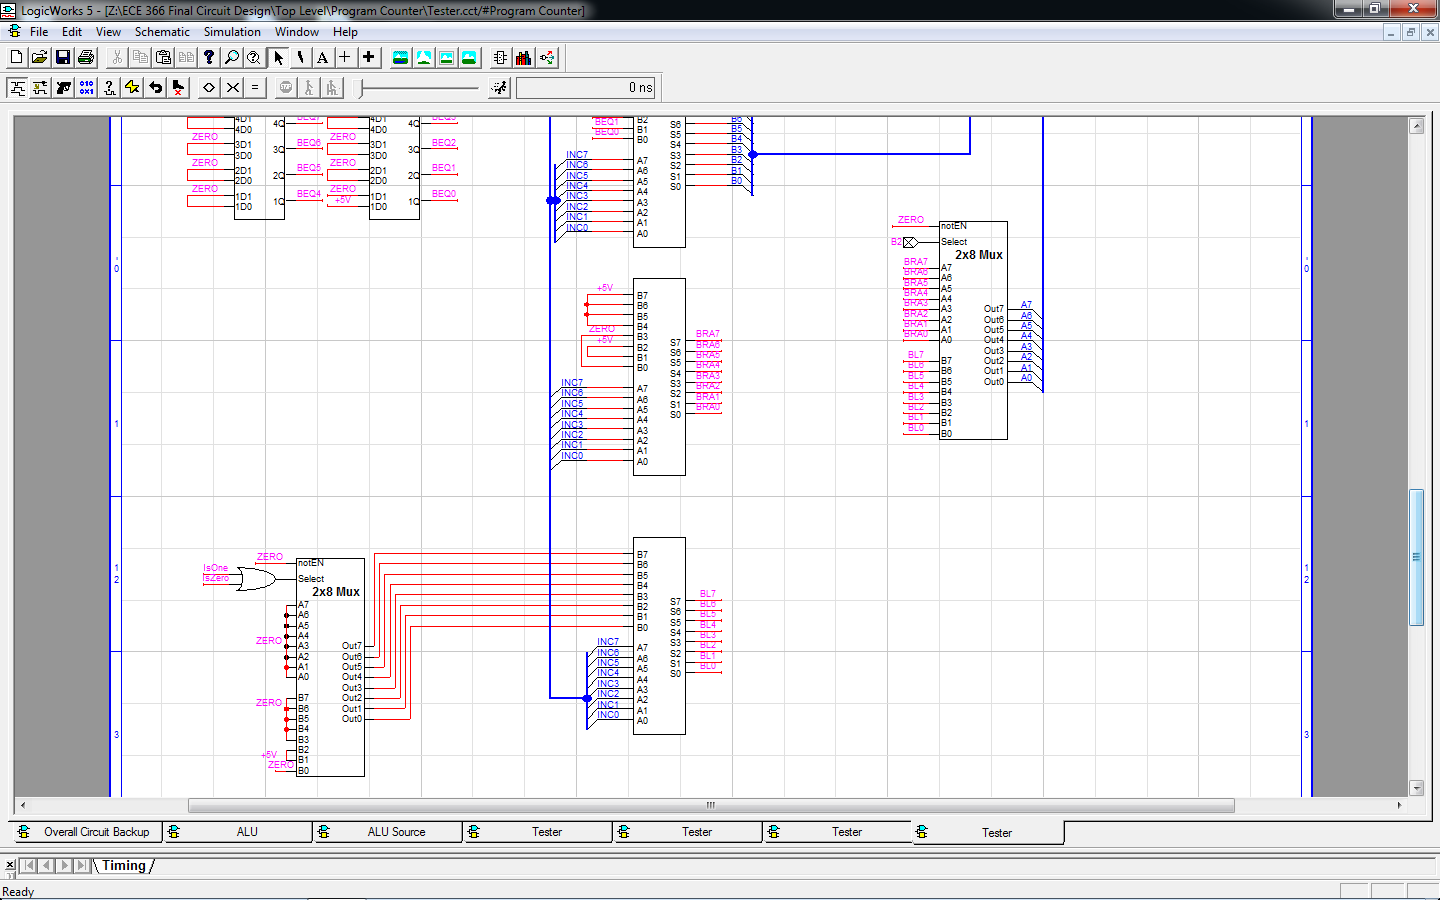 LogicWorks 5 - [Z:\ECE 366 Final Circuit Design\Top Level\Program Counter\Tester.cct/#Program Counter]
File Edit View Schematic Simulation Window Help
0 ns
4D1
4D0
4Q
ZERO
3D1
3D0
3Q
BEQ6
ZERO
2D1
2D0
2Q
BEQ5
ZERO
1D1
1D0
1Q
BEQ4
4D1
4D0
4Q
ZERO
3D1
3D0
3Q
BEQ2
ZERO
2D1
2D0
2Q
BEQ1
ZERO
+5V
1D1
1D0
1Q
BEQ0
BEQ1
BEQ0
B2
B1
B0
INC7
INC6
INC5
INC4
INC3
INC2
INC1
INC0
A7
A6
A5
A4
A3
A2
A1
A0
S6
S5
S4
S3
S2
S1
S0
B6
B5
B4
B3
B2
B1
B0
+5V
ZERO
+5V
B7
B6
B5
B4
B3
B2
B1
B0
INC7
INC6
INC5
INC4
INC3
INC2
INC1
INC0
A7
A6
A5
A4
A3
A2
A1
A0
S7
S6
S5
S4
S3
S2
S1
S0
BRA7
BRA6
BRA5
BRA4
BRA3
BRA2
BRA1
BRA0
ZERO
B2
notEN
Select
2x8 Mux
BRA7
BRA6
BRA5
BRA4
BRA3
BRA2
BRA1
BRA0
A7
A6
A5
A4
A3
A2
A1
A0
BL7
BL6
BL5
BL4
BL3
BL2
BL1
BL0
B7
B6
B5
B4
B3
B2
B1
B0
Out7
Out6
Out5
Out4
Out3
Out2
Out1
Out0
A7
A6
A5
A4
A3
A2
A1
A0
IsOne
IsZero
ZERO
notEN
Select
2x8 Mux
ZERO
A7
A6
A5
A4
A3
A2
A1
A0
ZERO
+5V
ZERO
B7
B6
B5
B4
B3
B2
B1
B0
Out7
Out6
Out5
Out4
Out3
Out2
Out1
Out0
B7
B6
B5
B4
B3
B2
B1
B0
INC7
INC6
INC5
INC4
INC3
INC2
INC1
INC0
A7
A6
A5
A4
A3
A2
A1
A0
S7
S6
S5
S4
S3
S2
S1
S0
BL7
BL6
BL5
BL4
BL3
BL2
BL1
BL0
0
1
1
2
3
0
1
1
2
3
Overall Circuit Backup ALU ALU Source Tester Tester Tester Tester
Timing
Ready